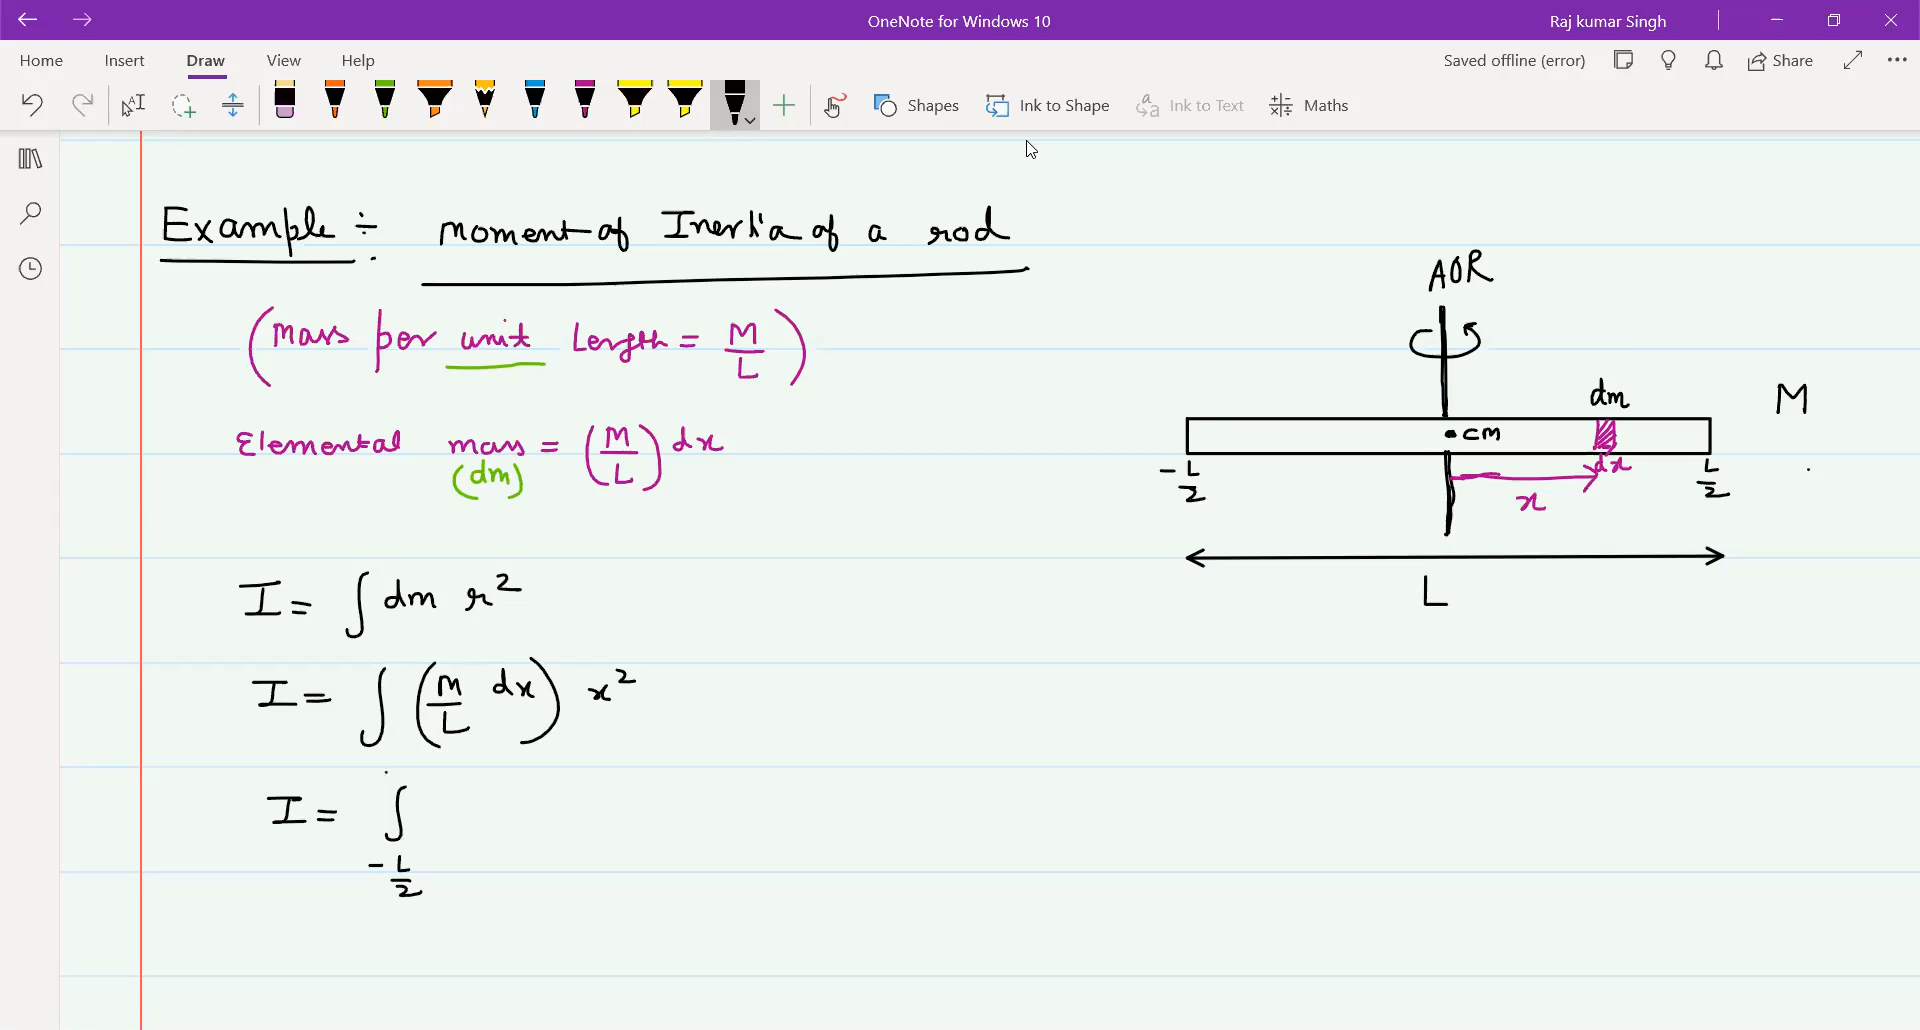 OneNote for Windows 10
Raj kumar Singh
Home Insert Draw View Help
Saved offline (error) Share
Shapes Ink to Shape Ink to Text Maths
Example ÷ moment of Inertia of a rod
(Mass per unit Length = M/L)
Elemental mass = (M/L) dx
(dm)
I = ∫ dm r²
I = ∫ (M/L dx) x²
I = ∫
-L/2
AOR
dm M
•cm
-L/2 dx L/2
x
L